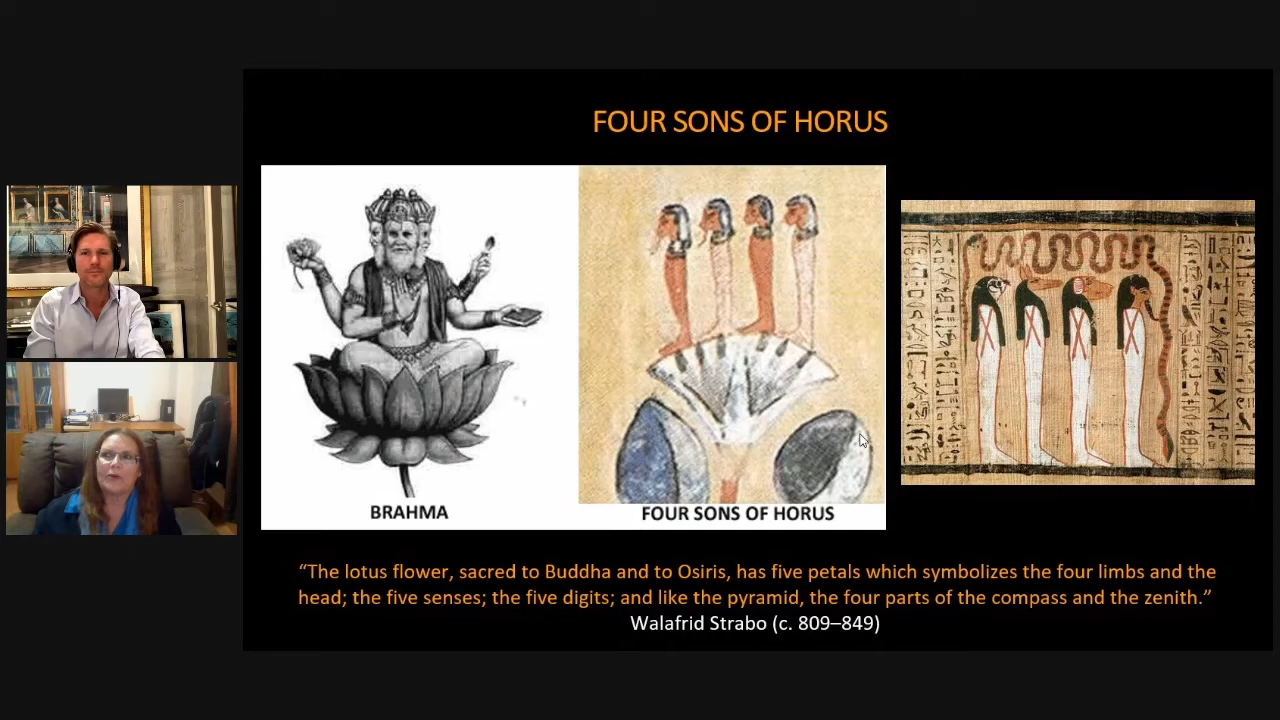 FOUR SONS OF HORUS
BRAHMA
FOUR SONS OF HORUS
“The lotus flower, sacred to Buddha and to Osiris, has five petals which symbolizes the four limbs and the
head; the five senses; the five digits; and like the pyramid, the four parts of the compass and the zenith.”
Walafrid Strabo (c. 809–849)